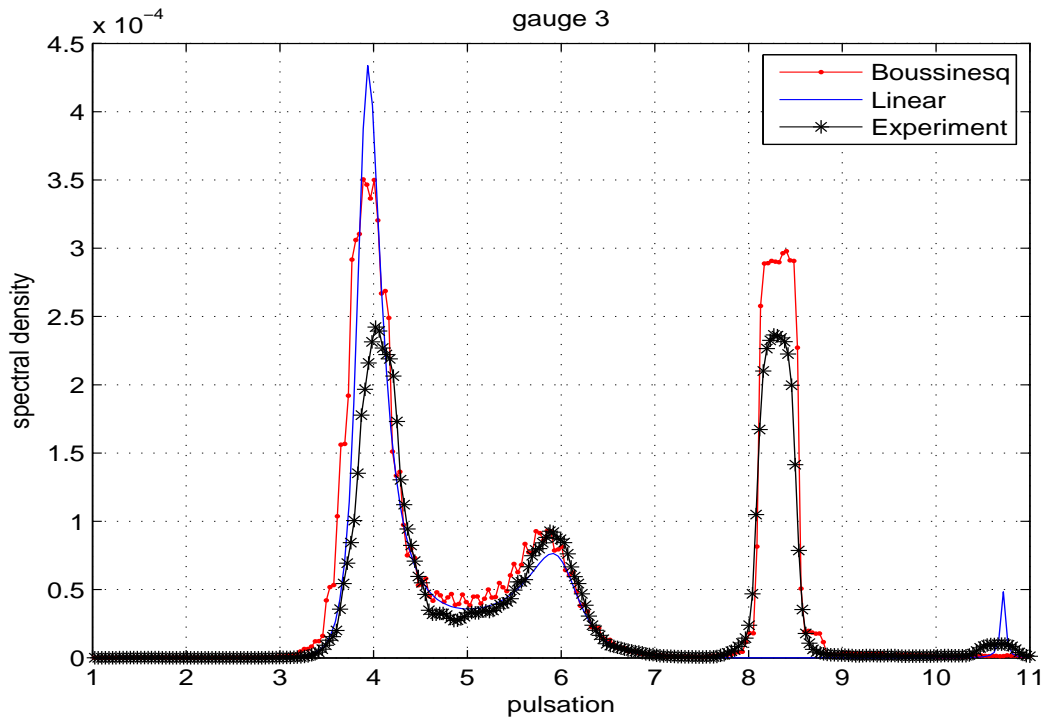 gauge 3
x 10⁻⁴
4.5
4
3.5
3
2.5
2
1.5
1
0.5
0
spectral density
Boussinesq
Linear
Experiment
1 2 3 4 5 6 7 8 9 10 11
pulsation